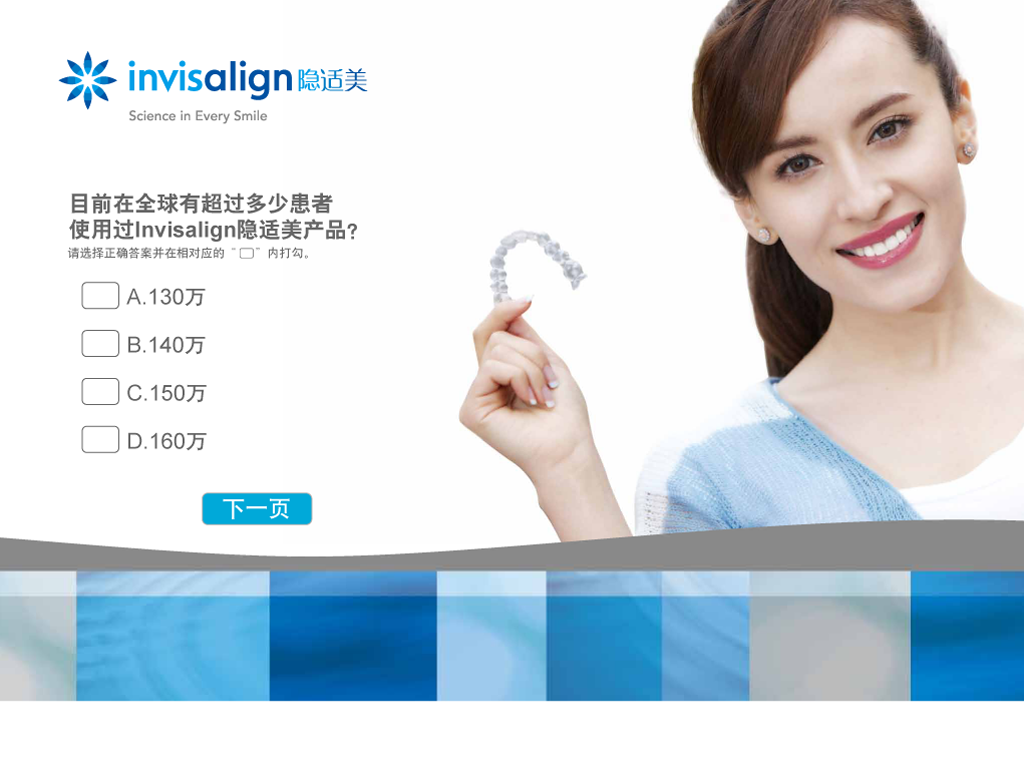 invisalign隐适美
Science in Every Smile
目前在全球有超过多少患者
使用过Invisalign隐适美产品?
请选择正确答案并在相对应的“▢”内打勾。
A.130万
B.140万
C.150万
D.160万
下一页